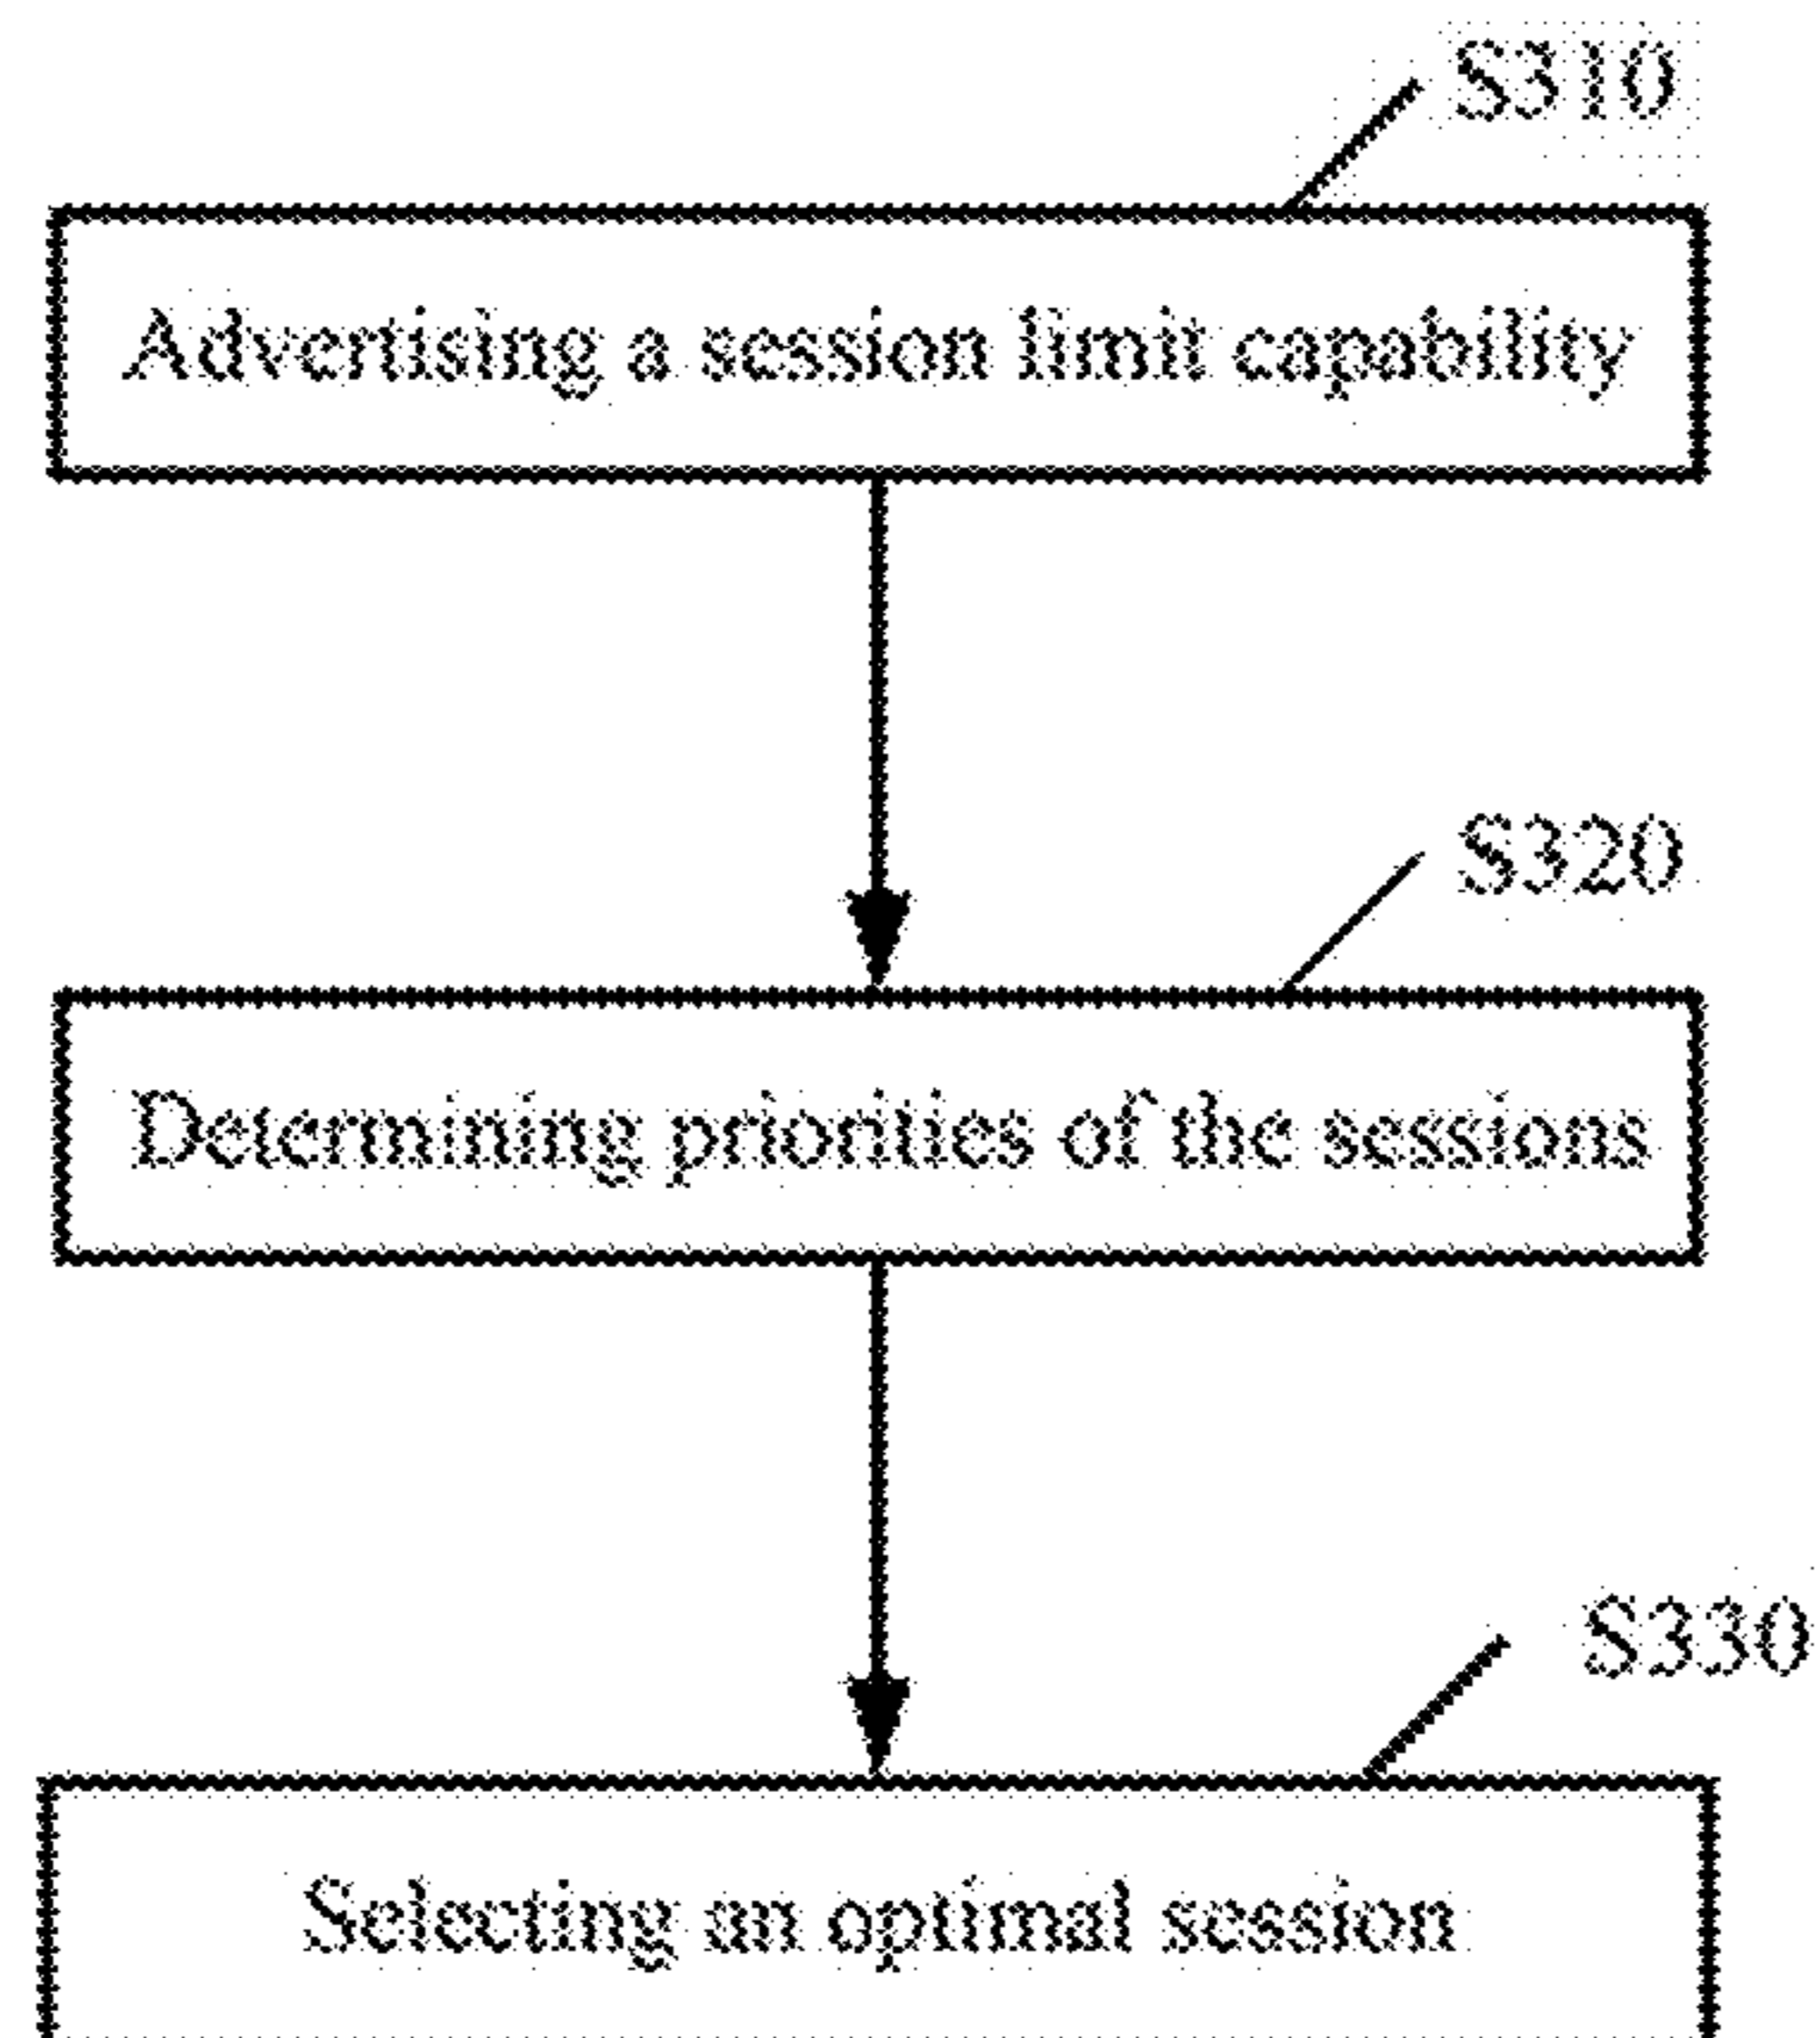 S310
Advertising a session limit capability
S320
Determining priorities of the sessions
S330
Selecting an optimal session